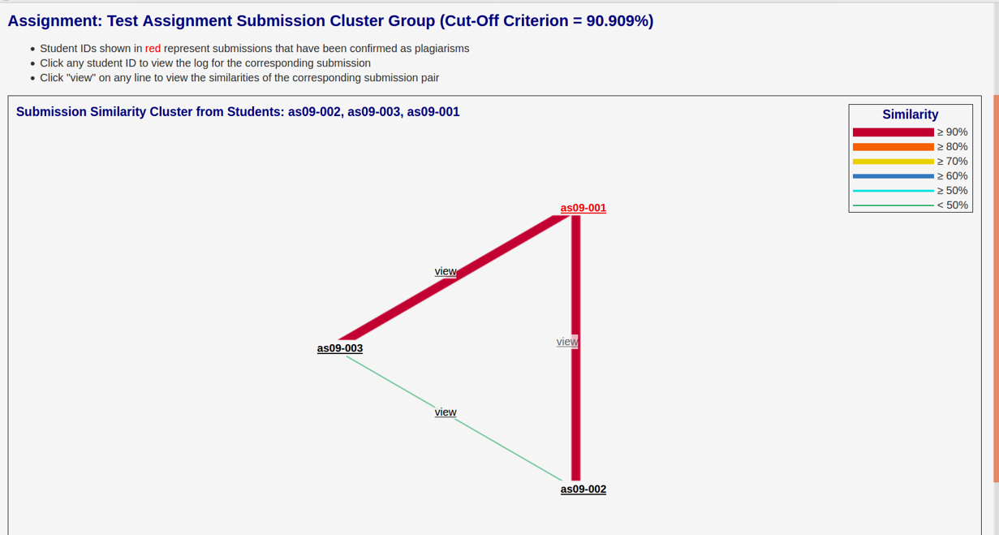 Assignment: Test Assignment Submission Cluster Group (Cut-Off Criterion = 90.909%)
Student IDs shown in red represent submissions that have been confirmed as plagiarisms
Click any student ID to view the log for the corresponding submission
Click "view" on any line to view the similarities of the corresponding submission pair
Submission Similarity Cluster from Students: as09-002, as09-003, as09-001
Similarity
≥ 90%
≥ 80%
≥ 70%
≥ 60%
≥ 50%
< 50%
as09-001
view
view
as09-003
view
as09-002